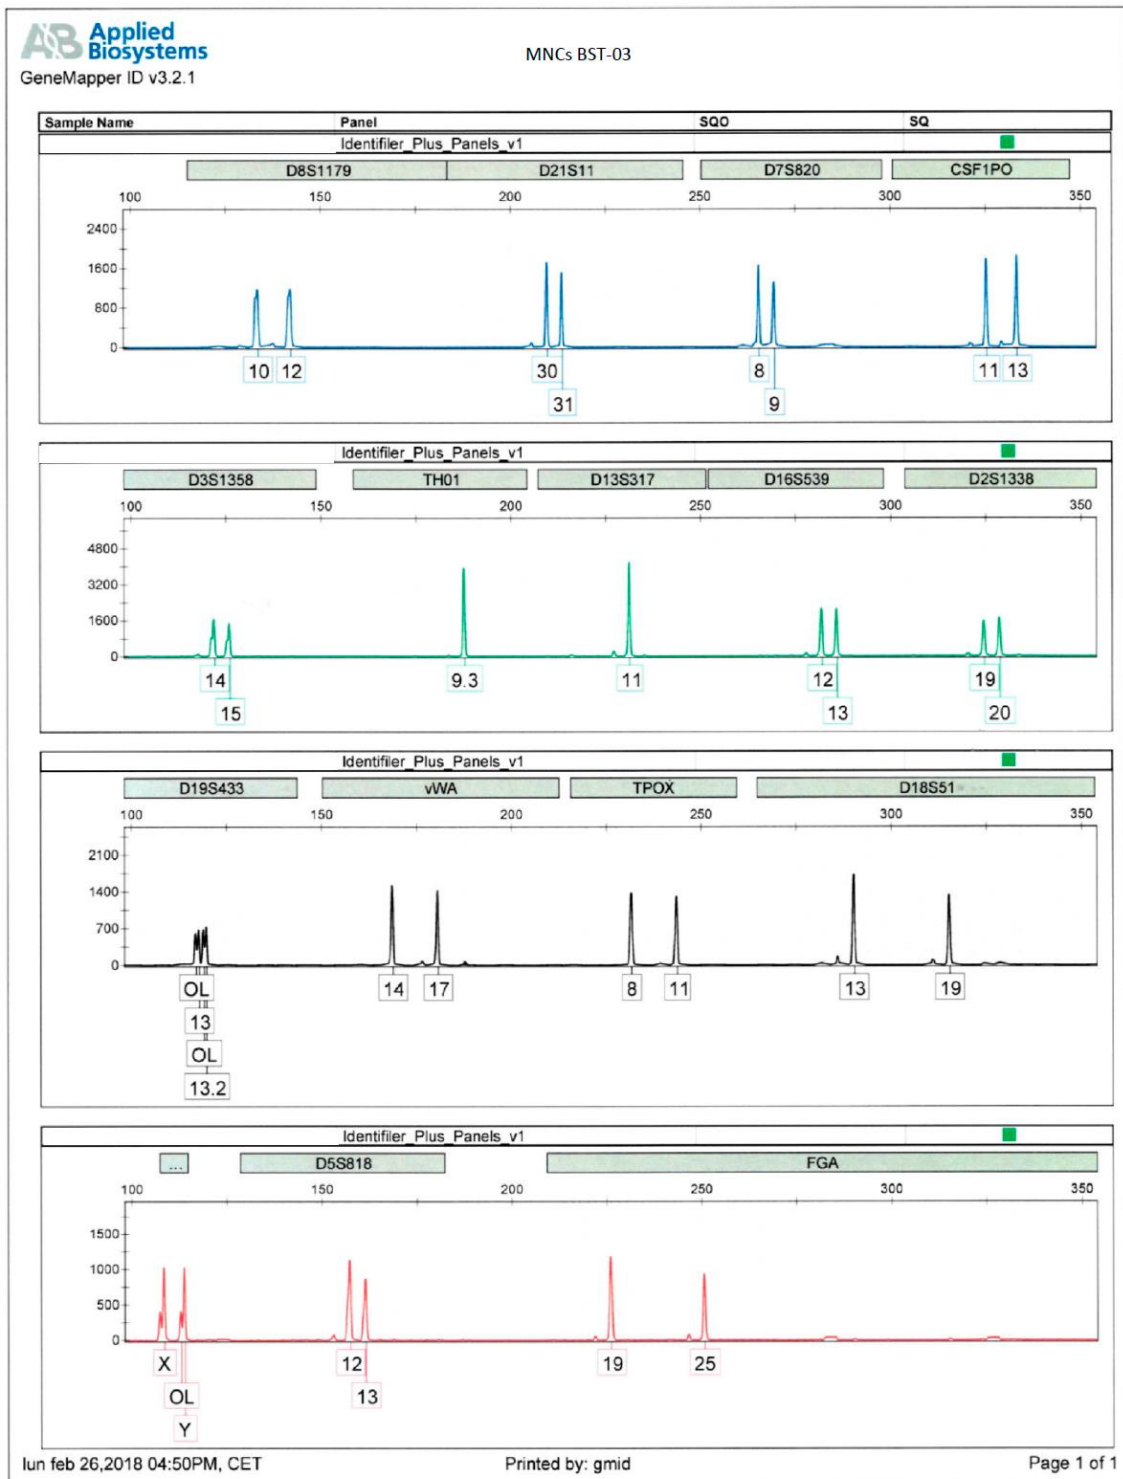 AB Applied
Biosystems
GeneMapper ID v3.2.1
MNCs BST-03
Sample Name Panel SQO SQ
Identifiler_Plus_Panels_v1
D8S1179 D21S11 D7S820 CSF1PO
100 150 200 250 300 350
2400
1600
800
0
10 12 30 8 11 13
31 9
Identifiler_Plus_Panels_v1
D3S1358 TH01 D13S317 D16S539 D2S1338
100 150 200 250 300 350
4800
3200
1600
0
14 9.3 11 12 19
15 13 20
Identifiler_Plus_Panels_v1
D19S433 vWA TPOX D18S51
100 150 200 250 300 350
2100
1400
700
0
OL 14 17 8 11 13 19
13
OL
13.2
Identifiler_Plus_Panels_v1
... D5S818 FGA
100 150 200 250 300 350
1500
1000
500
0
X 12 19 25
OL 13
Y
lun feb 26,2018 04:50PM, CET Printed by: gmid Page 1 of 1